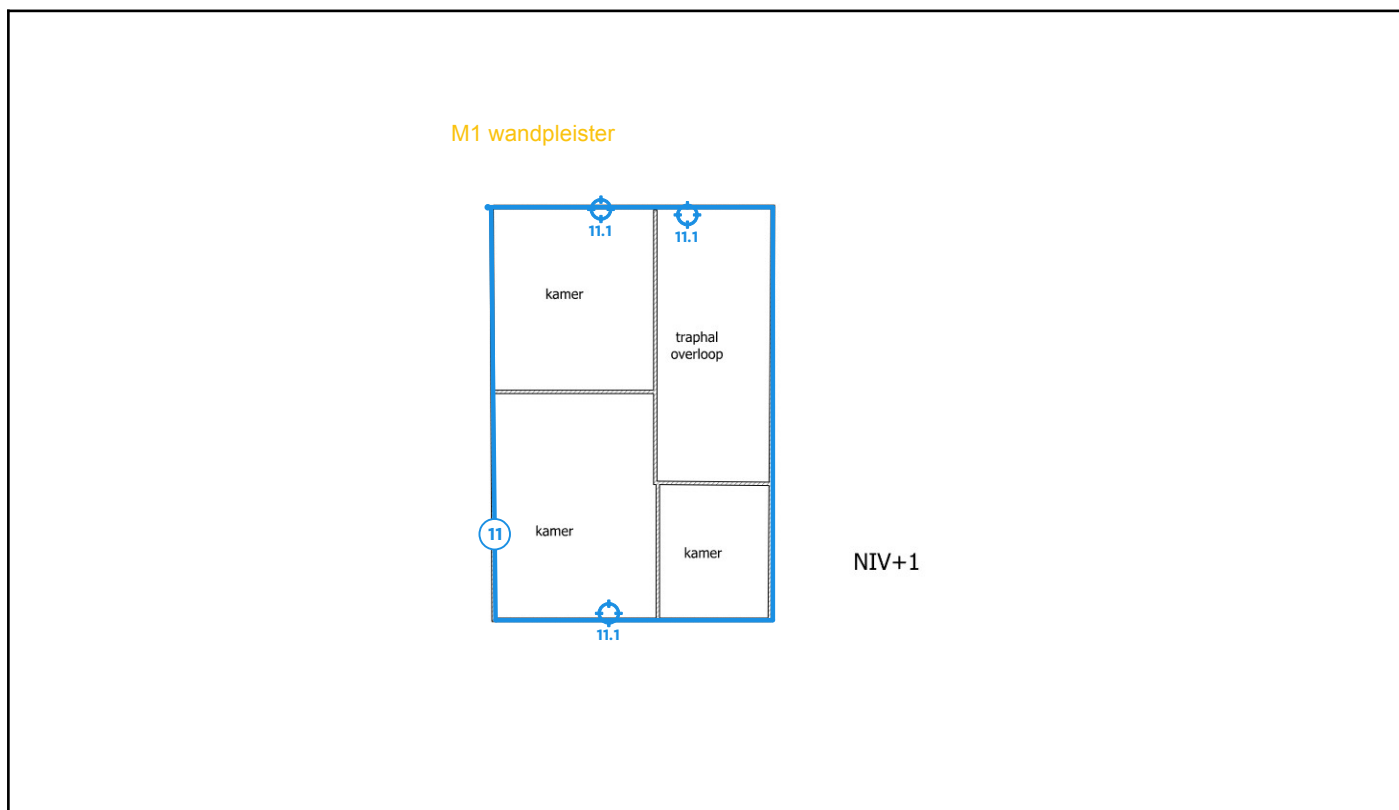 M1 wandpleister
11.1
11.1
kamer
traphal
overloop
11
kamer
kamer
NIV+1
11.1